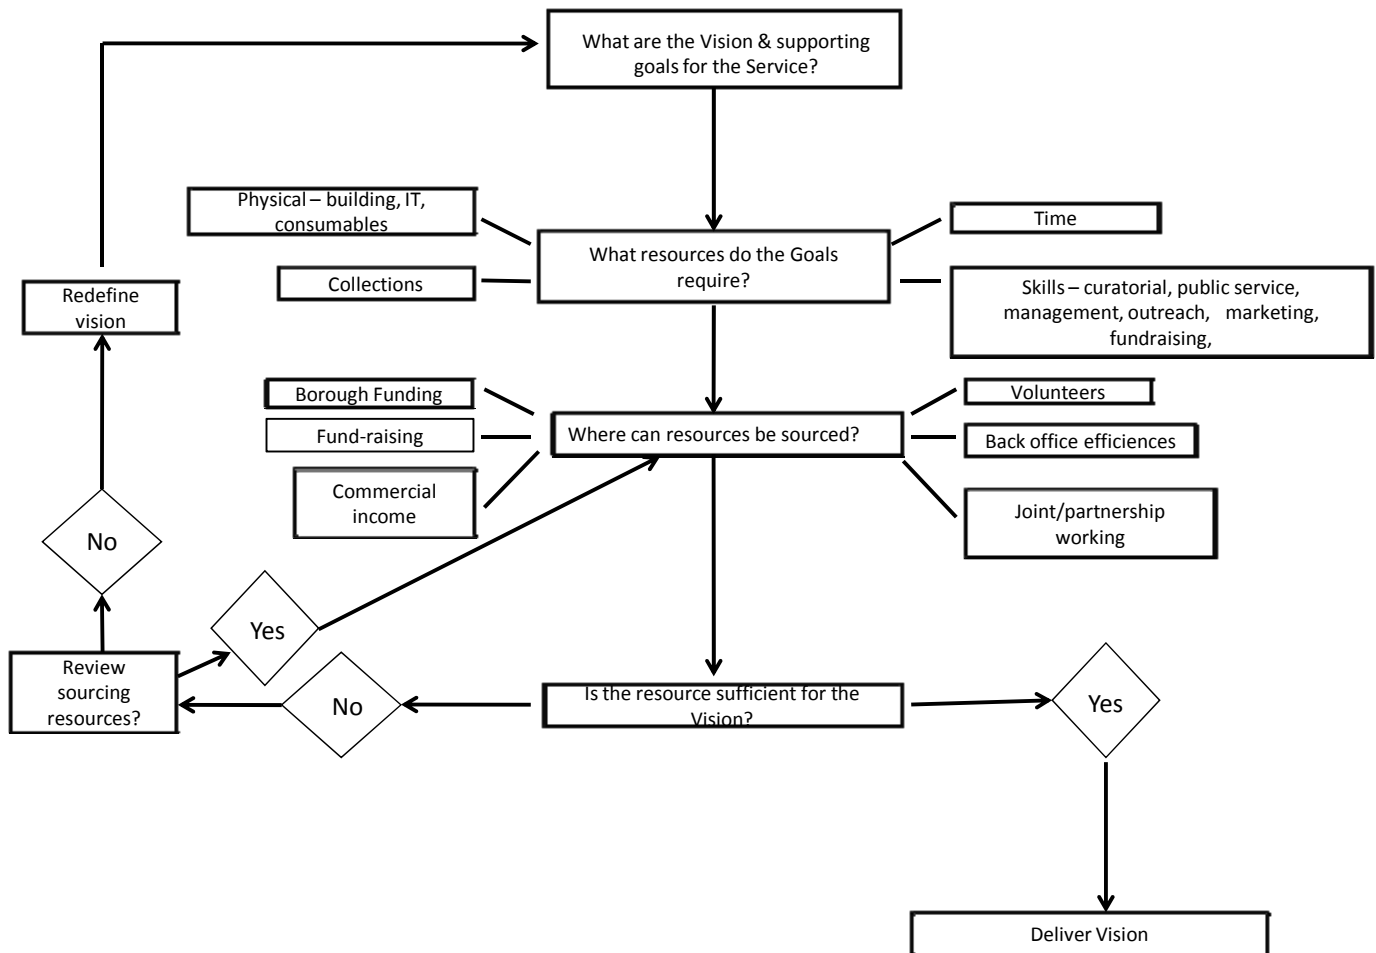 What are the Vision & supporting
goals for the Service?
Physical – building, IT,
consumables
Time
What resources do the Goals
require?
Collections
Skills – curatorial, public service,
management, outreach, marketing,
fundraising,
Redefine
vision
Borough Funding
Volunteers
Fund-raising
Where can resources be sourced?
Back office efficiences
Commercial
income
Joint/partnership
working
No
Yes
Review
sourcing
resources?
No
Is the resource sufficient for the
Vision?
Yes
Deliver Vision